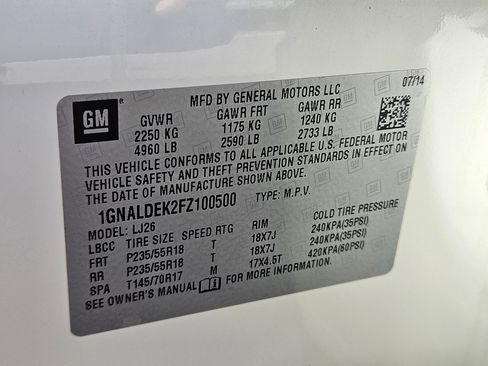 GM
MFD BY GENERAL MOTORS LLC 07/14
GVWR GAWR FRT GAWR RR
2250 KG 1175 KG 1240 KG
4960 LB 2590 LB 2733 LB
THIS VEHICLE CONFORMS TO ALL APPLICABLE U.S. FEDERAL MOTOR
VEHICLE SAFETY AND THEFT PREVENTION STANDARDS IN EFFECT ON
THE DATE OF MANUFACTURE SHOWN ABOVE.
1GNALDEK2FZ100500 TYPE: M.P.V.
MODEL: LJ26
LBCC TIRE SIZE SPEED RTG RIM COLD TIRE PRESSURE
FRT P235/55R18 T 18X7J 240KPA(35PSI)
RR P235/55R18 T 18X7J 240KPA(35PSI)
SPA T145/70R17 M 17X4.5T 420KPA(60PSI)
SEE OWNER'S MANUAL FOR MORE INFORMATION.